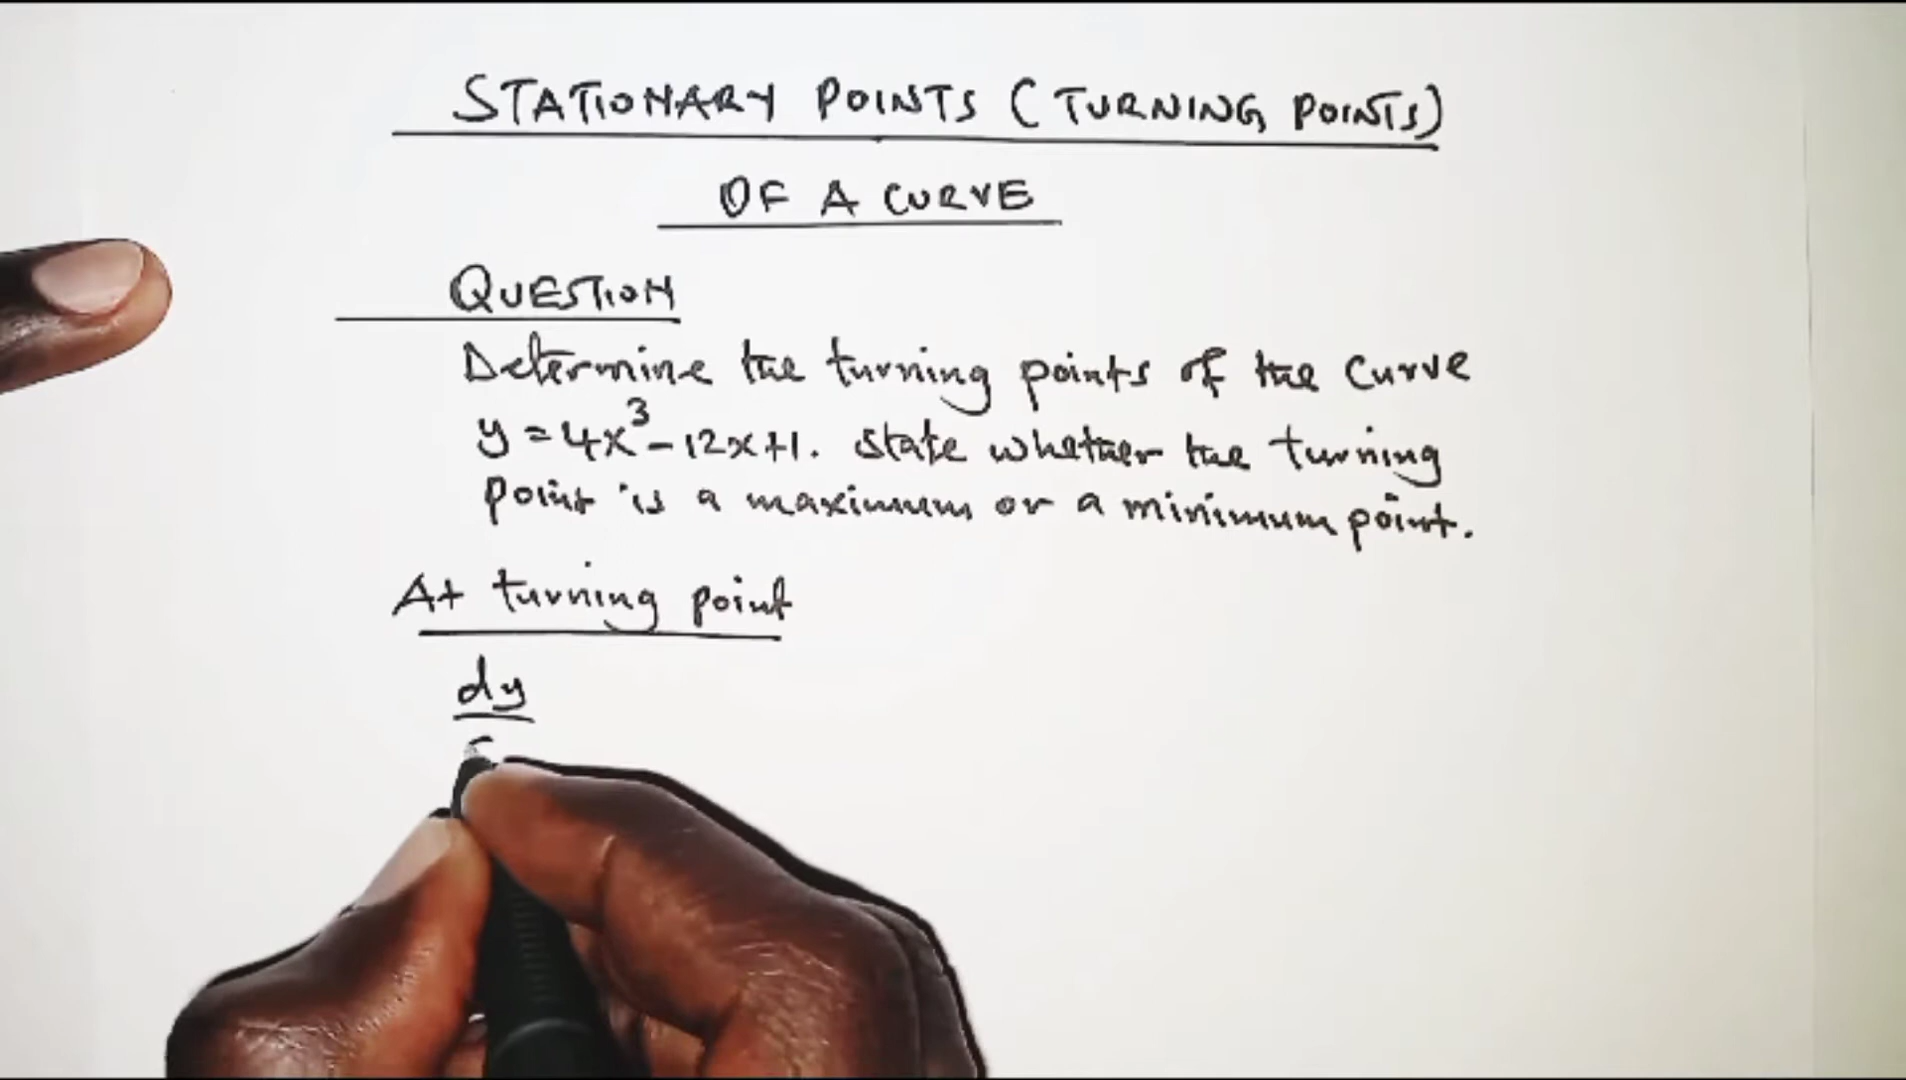 STATIONARY POINTS (TURNING POINTS)
OF A CURVE
QUESTION
Determine the turning points of the curve
y = 4x³ - 12x + 1. State whether the turning
point is a maximum or a minimum point.
At turning point
dy